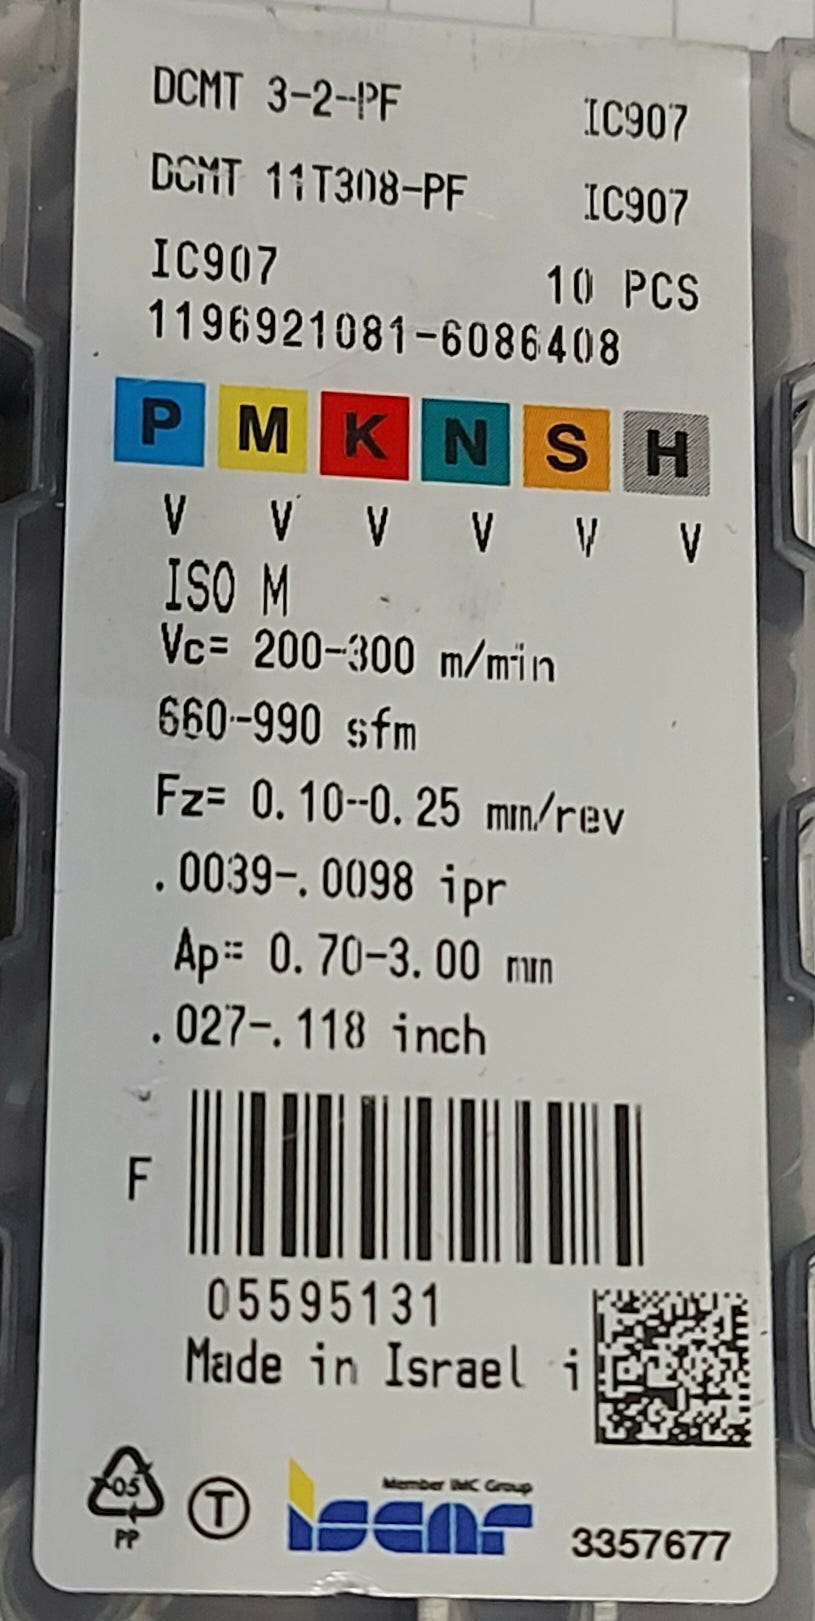 DCMT 3-2-PF IC907
DCMT 11T308-PF IC907
IC907 10 PCS
1196921081-6086408
P M K N S H
V V V V V V
ISO M
Vc= 200-300 m/min
660-990 sfm
Fz= 0.10-0.25 mm/rev
.0039-.0098 ipr
Ap= 0.70-3.00 mm
.027-.118 inch
F
05595131
Made in Israel i
05
PP
T
Member IMC Group
iscar
3357677